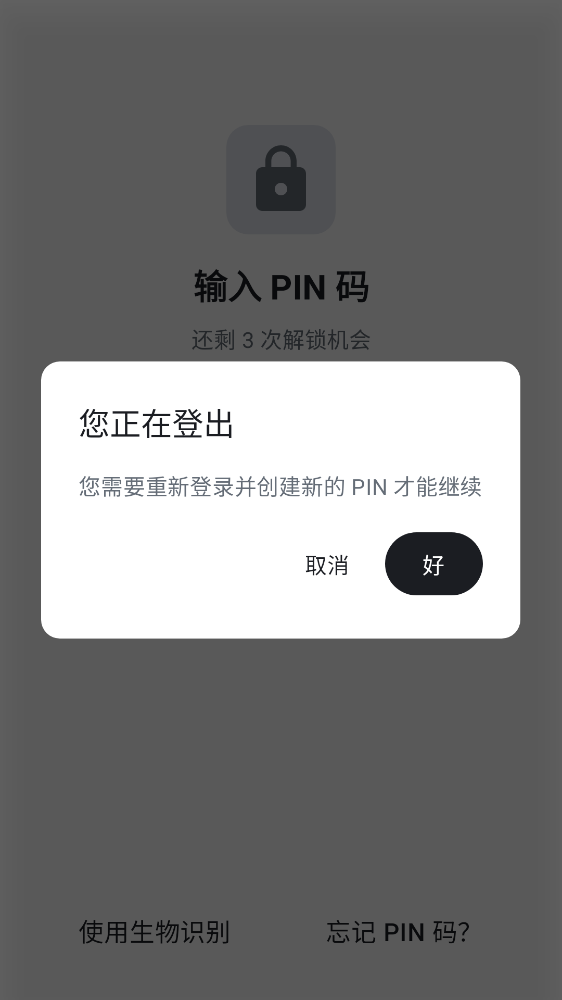 输入 PIN 码
还剩 3 次解锁机会
您正在登出
您需要重新登录并创建新的 PIN 才能继续
取消
好
使用生物识别
忘记 PIN 码?